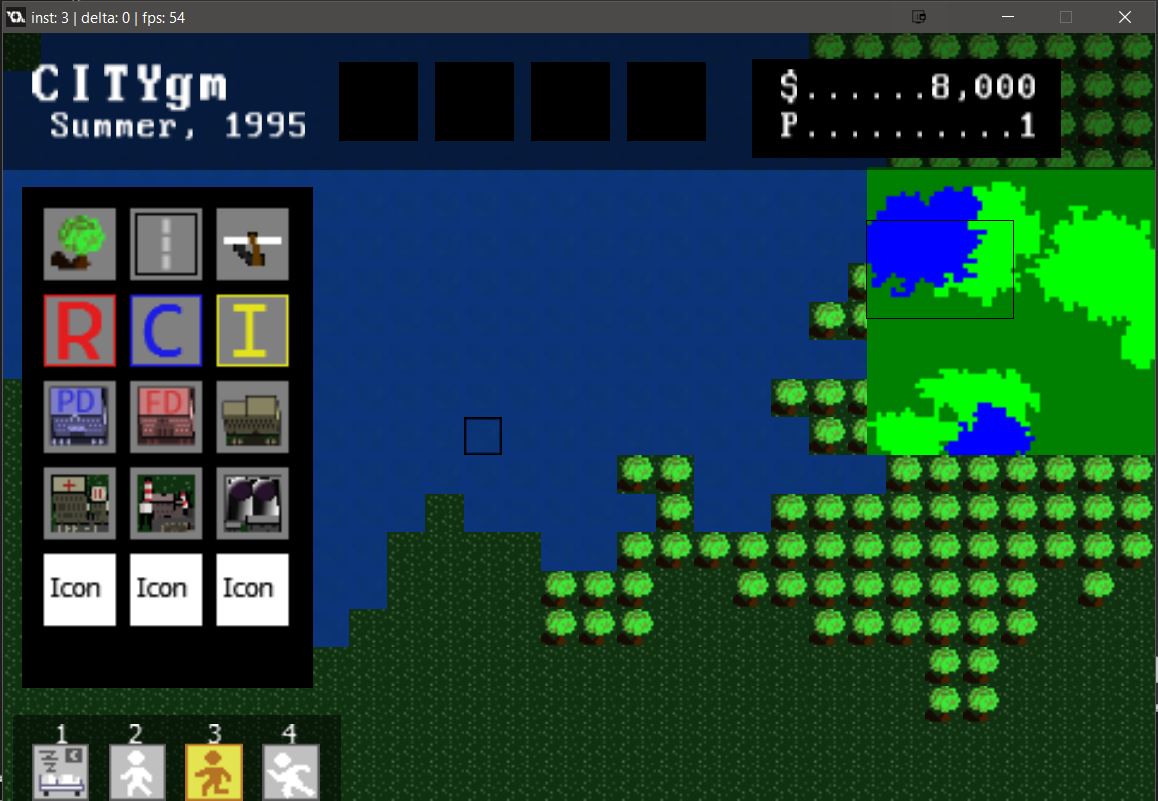 inst: 3 | delta: 0 | fps: 54
CITYgm
Summer, 1995
$......8,000
P..........1
R C I
PD FD
Icon Icon Icon
1 2 3 4